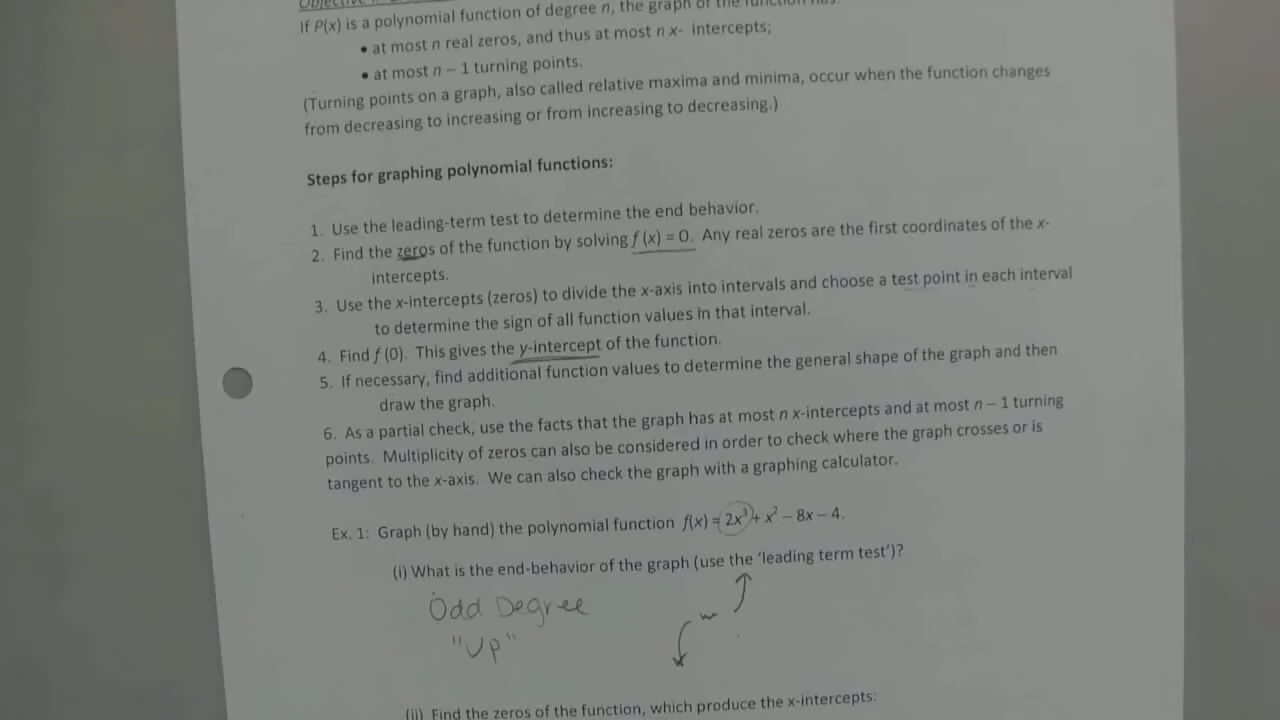 Objective
If P(x) is a polynomial function of degree n, the graph of the function has:
• at most n real zeros, and thus at most n x- intercepts;
• at most n – 1 turning points.
(Turning points on a graph, also called relative maxima and minima, occur when the function changes
from decreasing to increasing or from increasing to decreasing.)
Steps for graphing polynomial functions:
1. Use the leading-term test to determine the end behavior.
2. Find the zeros of the function by solving f (x) = 0. Any real zeros are the first coordinates of the x-
intercepts.
3. Use the x-intercepts (zeros) to divide the x-axis into intervals and choose a test point in each interval
to determine the sign of all function values in that interval.
4. Find f (0). This gives the y-intercept of the function.
5. If necessary, find additional function values to determine the general shape of the graph and then
draw the graph.
6. As a partial check, use the facts that the graph has at most n x-intercepts and at most n – 1 turning
points. Multiplicity of zeros can also be considered in order to check where the graph crosses or is
tangent to the x-axis. We can also check the graph with a graphing calculator.
Ex. 1: Graph (by hand) the polynomial function f(x) = 2x³ + x² – 8x – 4.
(i) What is the end-behavior of the graph (use the 'leading term test')?
Odd Degree
"Up"
(ii) Find the zeros of the function, which produce the x-intercepts: